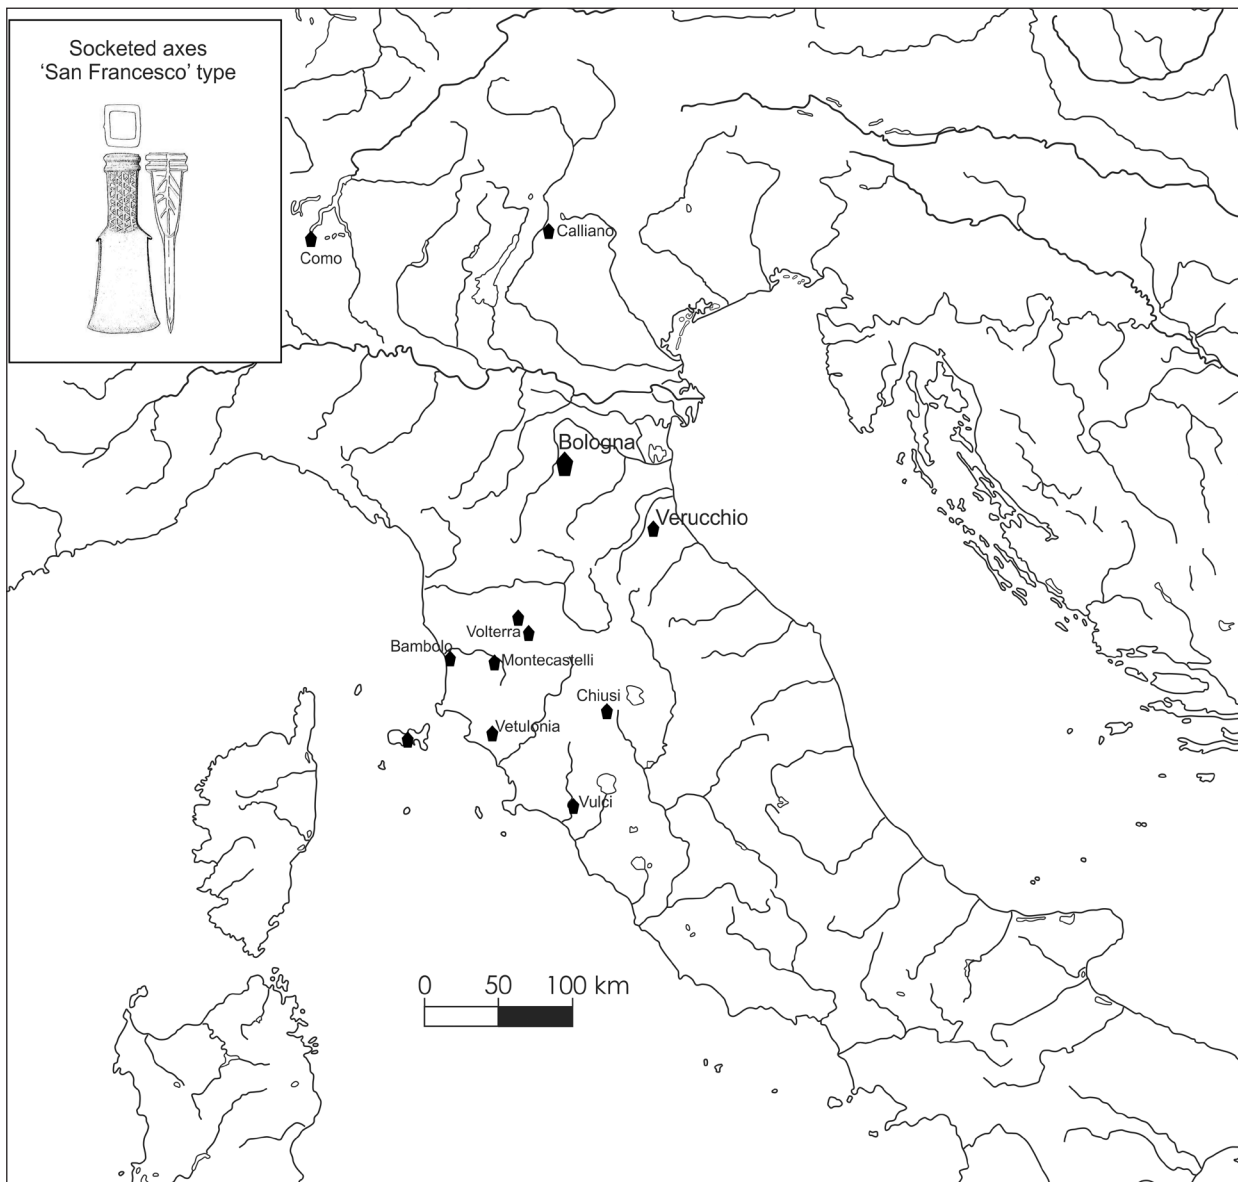 Socketed axes
‘San Francesco’ type
Calliano
Como
Bologna
Verucchio
Volterra
Bambolo
Montecastelli
Chiusi
Vetulonia
Vulci
0 50 100 km